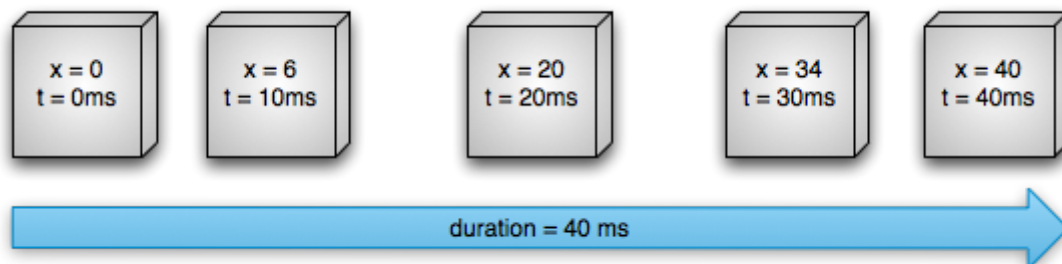 x = 0
t = 0ms
x = 6
t = 10ms
x = 20
t = 20ms
x = 34
t = 30ms
x = 40
t = 40ms
duration = 40 ms